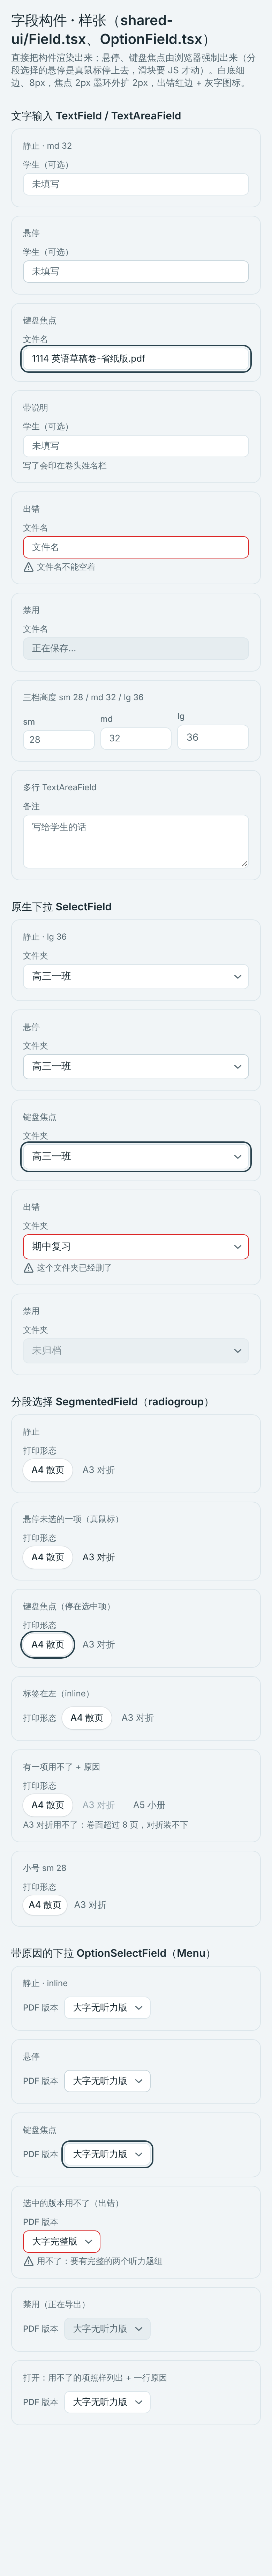 字段构件 · 样张（shared-
ui/Field.tsx、OptionField.tsx）
直接把构件渲染出来；悬停、键盘焦点由浏览器强制出来（分
段选择的悬停是真鼠标停上去，滑块要 JS 才动）。白底细
边、8px，焦点 2px 墨环外扩 2px，出错红边 + 灰字图标。
文字输入 TextField / TextAreaField
静止 · md 32
学生（可选）
未填写
悬停
学生（可选）
未填写
键盘焦点
文件名
1114 英语草稿卷-省纸版.pdf
带说明
学生（可选）
未填写
写了会印在卷头姓名栏
出错
文件名
文件名
文件名不能空着
禁用
文件名
正在保存…
三档高度 sm 28 / md 32 / lg 36
sm md lg
28 32 36
多行 TextAreaField
备注
写给学生的话
原生下拉 SelectField
静止 · lg 36
文件夹
高三一班
悬停
文件夹
高三一班
键盘焦点
文件夹
高三一班
出错
文件夹
期中复习
这个文件夹已经删了
禁用
文件夹
未归档
分段选择 SegmentedField（radiogroup）
静止
打印形态
A4 散页 A3 对折
悬停未选的一项（真鼠标）
打印形态
A4 散页 A3 对折
键盘焦点（停在选中项）
打印形态
A4 散页 A3 对折
标签在左（inline）
打印形态 A4 散页 A3 对折
有一项用不了 + 原因
打印形态
A4 散页 A3 对折 A5 小册
A3 对折用不了：卷面超过 8 页，对折装不下
小号 sm 28
打印形态
A4 散页 A3 对折
带原因的下拉 OptionSelectField（Menu）
静止 · inline
PDF 版本 大字无听力版
悬停
PDF 版本 大字无听力版
键盘焦点
PDF 版本 大字无听力版
选中的版本用不了（出错）
PDF 版本
大字完整版
用不了：要有完整的两个听力题组
禁用（正在导出）
PDF 版本 大字无听力版
打开：用不了的项照样列出 + 一行原因
PDF 版本 大字无听力版